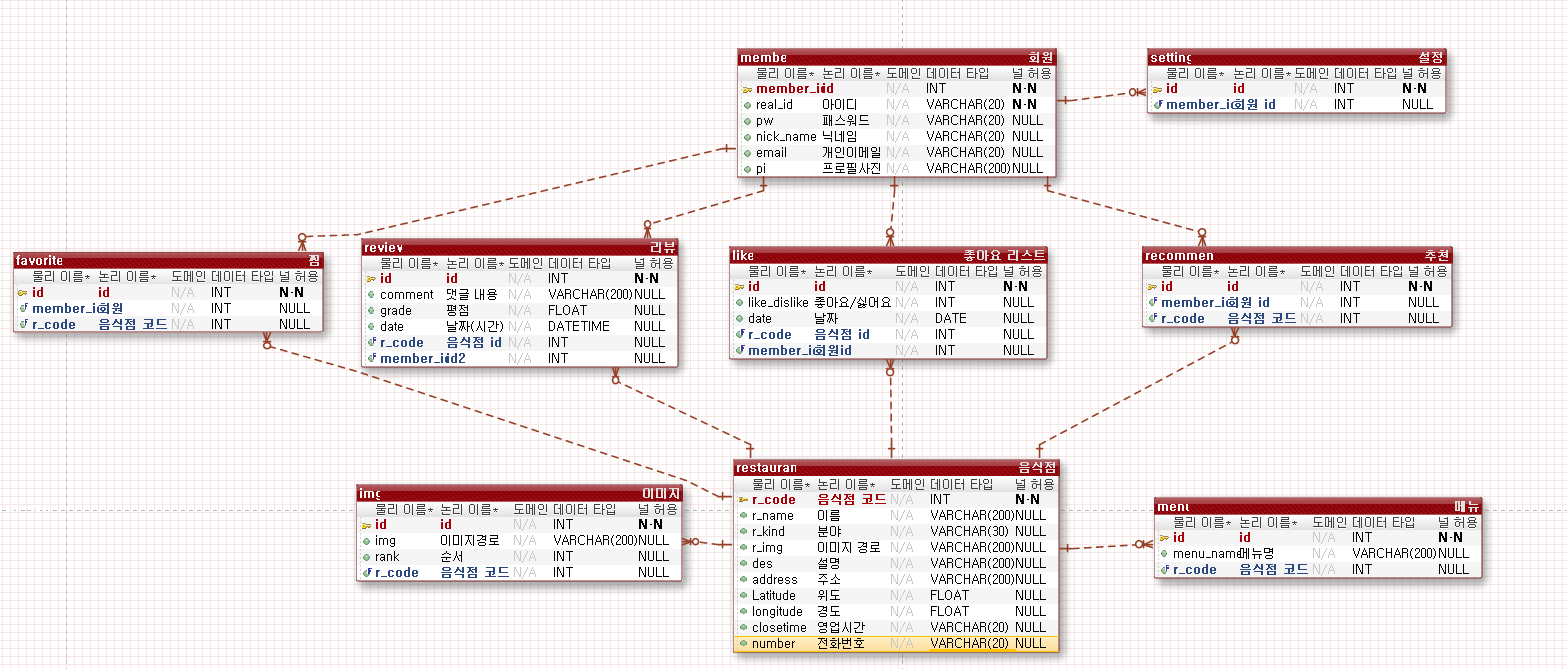 membe 회원
물리 이름* 논리 이름* 도메인 데이터 타입 널 허용
member_i id N/A INT N-N
real_id 아이디 N/A VARCHAR(20) N-N
pw 패스워드 N/A VARCHAR(20) NULL
nick_name 닉네임 N/A VARCHAR(20) NULL
email 개인이메일 N/A VARCHAR(20) NULL
pi 프로필사진 N/A VARCHAR(200) NULL
setting 설정
물리 이름* 논리 이름* 도메인 데이터 타입 널 허용
id id N/A INT N-N
member_i 회원 id N/A INT NULL
favorite 찜
물리 이름* 논리 이름* 도메인 데이터 타입 널 허용
id id N/A INT N-N
member_i 회원 N/A INT NULL
r_code 음식점 코드 N/A INT NULL
review 리뷰
물리 이름* 논리 이름* 도메인 데이터 타입 널 허용
id id N/A INT N-N
comment 댓글 내용 N/A VARCHAR(200) NULL
grade 평점 N/A FLOAT NULL
date 날짜(시간) N/A DATETIME NULL
r_code 음식점 id N/A INT NULL
member_i id2 N/A INT NULL
like 좋아요 리스트
물리 이름* 논리 이름* 도메인 데이터 타입 널 허용
id id N/A INT N-N
like_dislike 좋아요/싫어요 N/A INT NULL
date 날짜 N/A DATE NULL
r_code 음식점 id N/A INT NULL
member_i 회원id N/A INT NULL
recommen 추천
물리 이름* 논리 이름* 도메인 데이터 타입 널 허용
id id N/A INT N-N
member_i 회원 id N/A INT NULL
r_code 음식점 코드 N/A INT NULL
img 이미지
물리 이름* 논리 이름* 도메인 데이터 타입 널 허용
id id N/A INT N-N
img 이미지경로 N/A VARCHAR(200) NULL
rank 순서 N/A INT NULL
r_code 음식점 코드 N/A INT NULL
restauran 음식점
물리 이름* 논리 이름* 도메인 데이터 타입 널 허용
r_code 음식점 코드 N/A INT N-N
r_name 이름 N/A VARCHAR(200) NULL
r_kind 분야 N/A VARCHAR(30) NULL
r_img 이미지 경로 N/A VARCHAR(200) NULL
des 설명 N/A VARCHAR(200) NULL
address 주소 N/A VARCHAR(200) NULL
Latitude 위도 N/A FLOAT NULL
longitude 경도 N/A FLOAT NULL
closetime 영업시간 N/A VARCHAR(20) NULL
number 전화번호 N/A VARCHAR(20) NULL
menu 메뉴
물리 이름* 논리 이름* 도메인 데이터 타입 널 허용
id id N/A INT N-N
menu_name 메뉴명 N/A VARCHAR(200) NULL
r_code 음식점 코드 N/A INT NULL